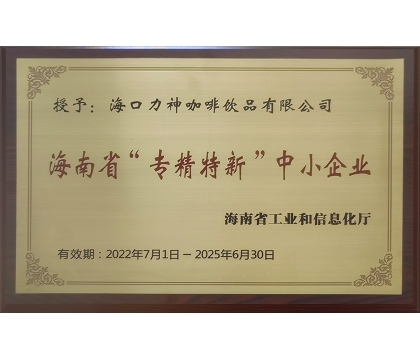 授予：海口力神咖啡饮品有限公司
海南省“专精特新”中小企业
海南省工业和信息化厅
有效期：2022年7月1日－2025年6月30日